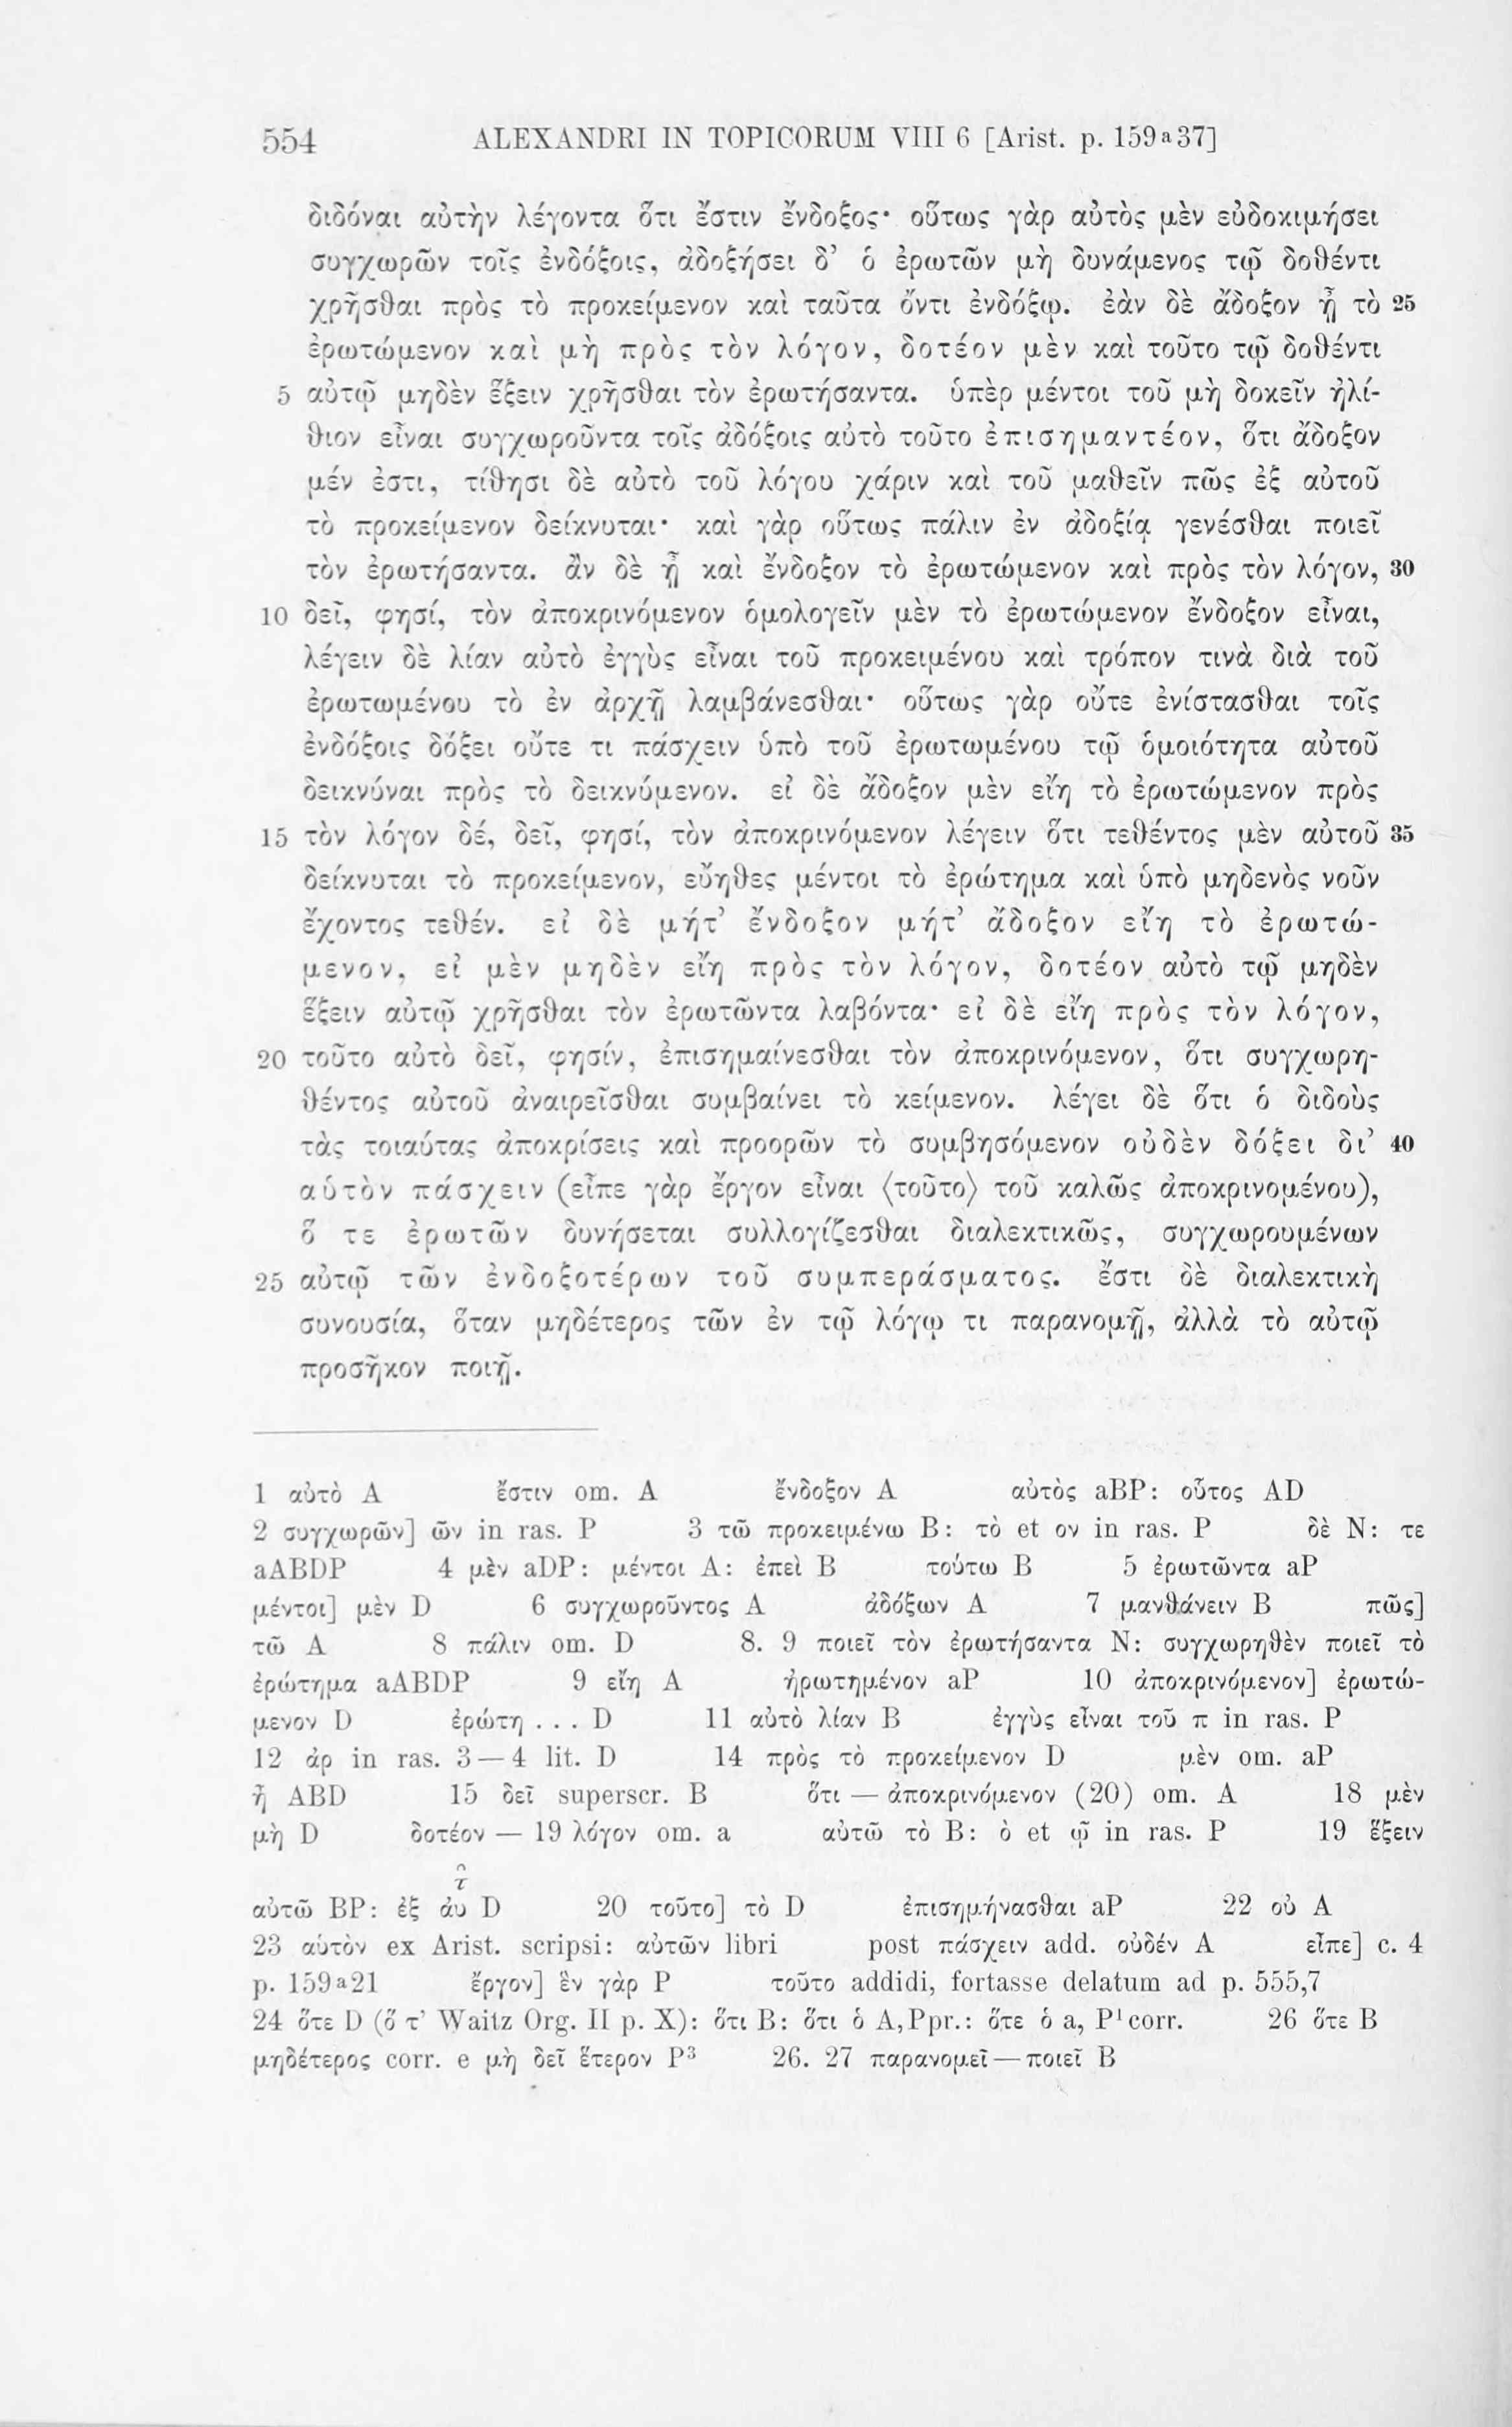 554 ALEXANDRI IN TOPICORUM VIII 6 [Arist. p. 159ᵃ37]
διδόναι αὐτὴν λέγοντα ὅτι ἔστιν ἔνδοξος· οὕτως γὰρ αὐτὸς μὲν εὐδοκιμήσει
συγχωρῶν τοῖς ἐνδόξοις, ἀδοξήσει δ’ ὁ ἐρωτῶν μὴ δυνάμενος τῷ δοθέντι
χρῆσθαι πρὸς τὸ προκείμενον καὶ ταῦτα ὄντι ἐνδόξῳ. ἐὰν δὲ ἄδοξον ᾖ τὸ 25
ἐρωτώμενον καὶ μὴ πρὸς τὸν λόγον, δοτέον μὲν καὶ τοῦτο τῷ δοθέντι
5 αὐτῷ μηδὲν ἕξειν χρῆσθαι τὸν ἐρωτήσαντα. ὑπὲρ μέντοι τοῦ μὴ δοκεῖν ἠλί-
θιον εἶναι συγχωροῦντα τοῖς ἀδόξοις αὐτὸ τοῦτο ἐπισημαντέον, ὅτι ἄδοξον
μέν ἐστι, τίθησι δὲ αὐτὸ τοῦ λόγου χάριν καὶ τοῦ μαθεῖν πῶς ἐξ αὐτοῦ
τὸ προκείμενον δείκνυται· καὶ γὰρ οὕτως πάλιν ἐν ἀδοξίᾳ γενέσθαι ποιεῖ
τὸν ἐρωτήσαντα. ἂν δὲ ᾖ καὶ ἔνδοξον τὸ ἐρωτώμενον καὶ πρὸς τὸν λόγον, 30
10 δεῖ, φησί, τὸν ἀποκρινόμενον ὁμολογεῖν μὲν τὸ ἐρωτώμενον ἔνδοξον εἶναι,
λέγειν δὲ λίαν αὐτὸ ἐγγὺς εἶναι τοῦ προκειμένου καὶ τρόπον τινὰ διὰ τοῦ
ἐρωτωμένου τὸ ἐν ἀρχῇ λαμβάνεσθαι· οὕτως γὰρ οὔτε ἐνίστασθαι τοῖς
ἐνδόξοις δόξει οὔτε τι πάσχειν ὑπὸ τοῦ ἐρωτωμένου τῷ ὁμοιότητα αὐτοῦ
δεικνύναι πρὸς τὸ δεικνύμενον. εἰ δὲ ἄδοξον μὲν εἴη τὸ ἐρωτώμενον πρὸς
15 τὸν λόγον δέ, δεῖ, φησί, τὸν ἀποκρινόμενον λέγειν ὅτι τεθέντος μὲν αὐτοῦ 35
δείκνυται τὸ προκείμενον, εὔηθες μέντοι τὸ ἐρώτημα καὶ ὑπὸ μηδενὸς νοῦν
ἔχοντος τεθέν. εἰ δὲ μήτ’ ἔνδοξον μήτ’ ἄδοξον εἴη τὸ ἐρωτώ-
μενον, εἰ μὲν μηδὲν εἴη πρὸς τὸν λόγον, δοτέον αὐτὸ τῷ μηδὲν
ἕξειν αὐτῷ χρῆσθαι τὸν ἐρωτῶντα λαβόντα· εἰ δὲ εἴη πρὸς τὸν λόγον,
20 τοῦτο αὐτὸ δεῖ, φησίν, ἐπισημαίνεσθαι τὸν ἀποκρινόμενον, ὅτι συγχωρη-
θέντος αὐτοῦ ἀναιρεῖσθαι συμβαίνει τὸ κείμενον. λέγει δὲ ὅτι ὁ διδοὺς
τὰς τοιαύτας ἀποκρίσεις καὶ προορῶν τὸ συμβησόμενον οὐδὲν δόξει δι’ 40
αὑτὸν πάσχειν (εἶπε γὰρ ἔργον εἶναι ⟨τοῦτο⟩ τοῦ καλῶς ἀποκρινομένου),
ὅ τε ἐρωτῶν δυνήσεται συλλογίζεσθαι διαλεκτικῶς, συγχωρουμένων
25 αὐτῷ τῶν ἐνδοξοτέρων τοῦ συμπεράσματος. ἔστι δὲ διαλεκτικὴ
συνουσία, ὅταν μηδέτερος τῶν ἐν τῷ λόγῳ τι παρανομῇ, ἀλλὰ τὸ αὑτῷ
προσῆκον ποιῇ.
1 αὐτὸ A ἔστιν om. A ἔνδοξον A αὐτὸς aBP: οὗτος AD
2 συγχωρῶν] ῶν in ras. P 3 τῶ προκειμένω B: τὸ et ον in ras. P δὲ N: τε
aABDP 4 μὲν aDP: μέντοι A: ἐπεὶ B τούτω B 5 ἐρωτῶντα aP
μέντοι] μὲν D 6 συγχωροῦντος A ἀδόξων A 7 μανθάνειν B πῶς]
τῶ A 8 πάλιν om. D 8. 9 ποιεῖ τὸν ἐρωτήσαντα N: συγχωρηθὲν ποιεῖ τὸ
ἐρώτημα aABDP 9 εἴη A ἠρωτημένον aP 10 ἀποκρινόμενον] ἐρωτώ-
μενον D ἐρώτη . . . D 11 αὐτὸ λίαν B ἐγγὺς εἶναι τοῦ π in ras. P
12 ἀρ in ras. 3—4 lit. D 14 πρὸς τὸ προκείμενον D μὲν om. aP
ἦ ABD 15 δεῖ superscr. B ὅτι — ἀποκρινόμενον (20) om. A 18 μὲν
μὴ D δοτέον — 19 λόγον om. a αὐτῶ τὸ B: ὸ et ῷ in ras. P 19 ἕξειν
αὐτῶ BP: ἐξ ἀυ D 20 τοῦτο] τὸ D ἐπισημήνασθαι aP 22 οὐ A
23 αὑτὸν ex Arist. scripsi: αὐτῶν libri post πάσχειν add. οὐδέν A εἶπε] c. 4
p. 159ᵃ21 ἔργον] ἓν γὰρ P τοῦτο addidi, fortasse delatum ad p. 555,7
24 ὅτε D (ὅ τ’ Waitz Org. II p. X): ὅτι B: ὅτι ὁ A, Ppr.: ὅτε ὁ a, P¹ corr. 26 ὅτε B
μηδέτερος corr. e μὴ δεῖ ἕτερον P³ 26. 27 παρανομεῖ—ποιεῖ B